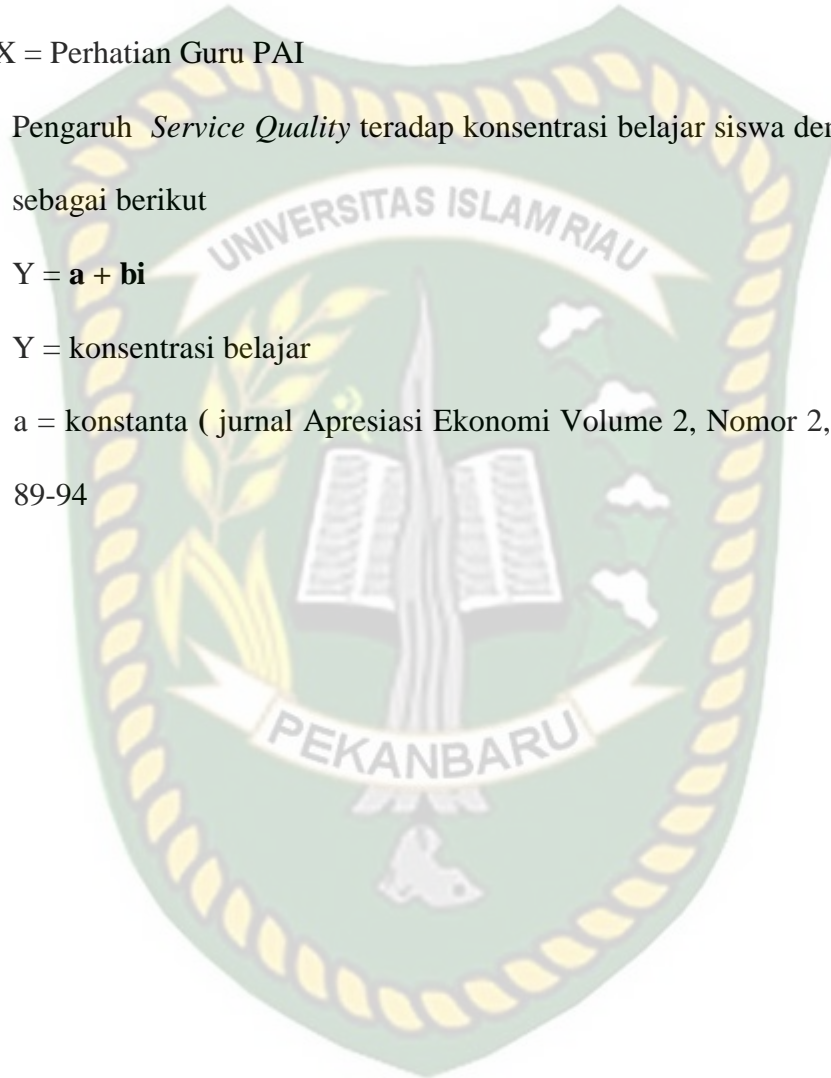 X = Perhatian Guru PAI
Pengaruh Service Quality teradap konsentrasi belajar siswa
sebagai berikut
UNIVERSITAS ISLAM RIAU
Y = a + bi
Y = konsentrasi belajar
a = konstanta ( jurnal Apresiasi Ekonomi Volume 2, Nomor 2,
89-94
PEKANBARU